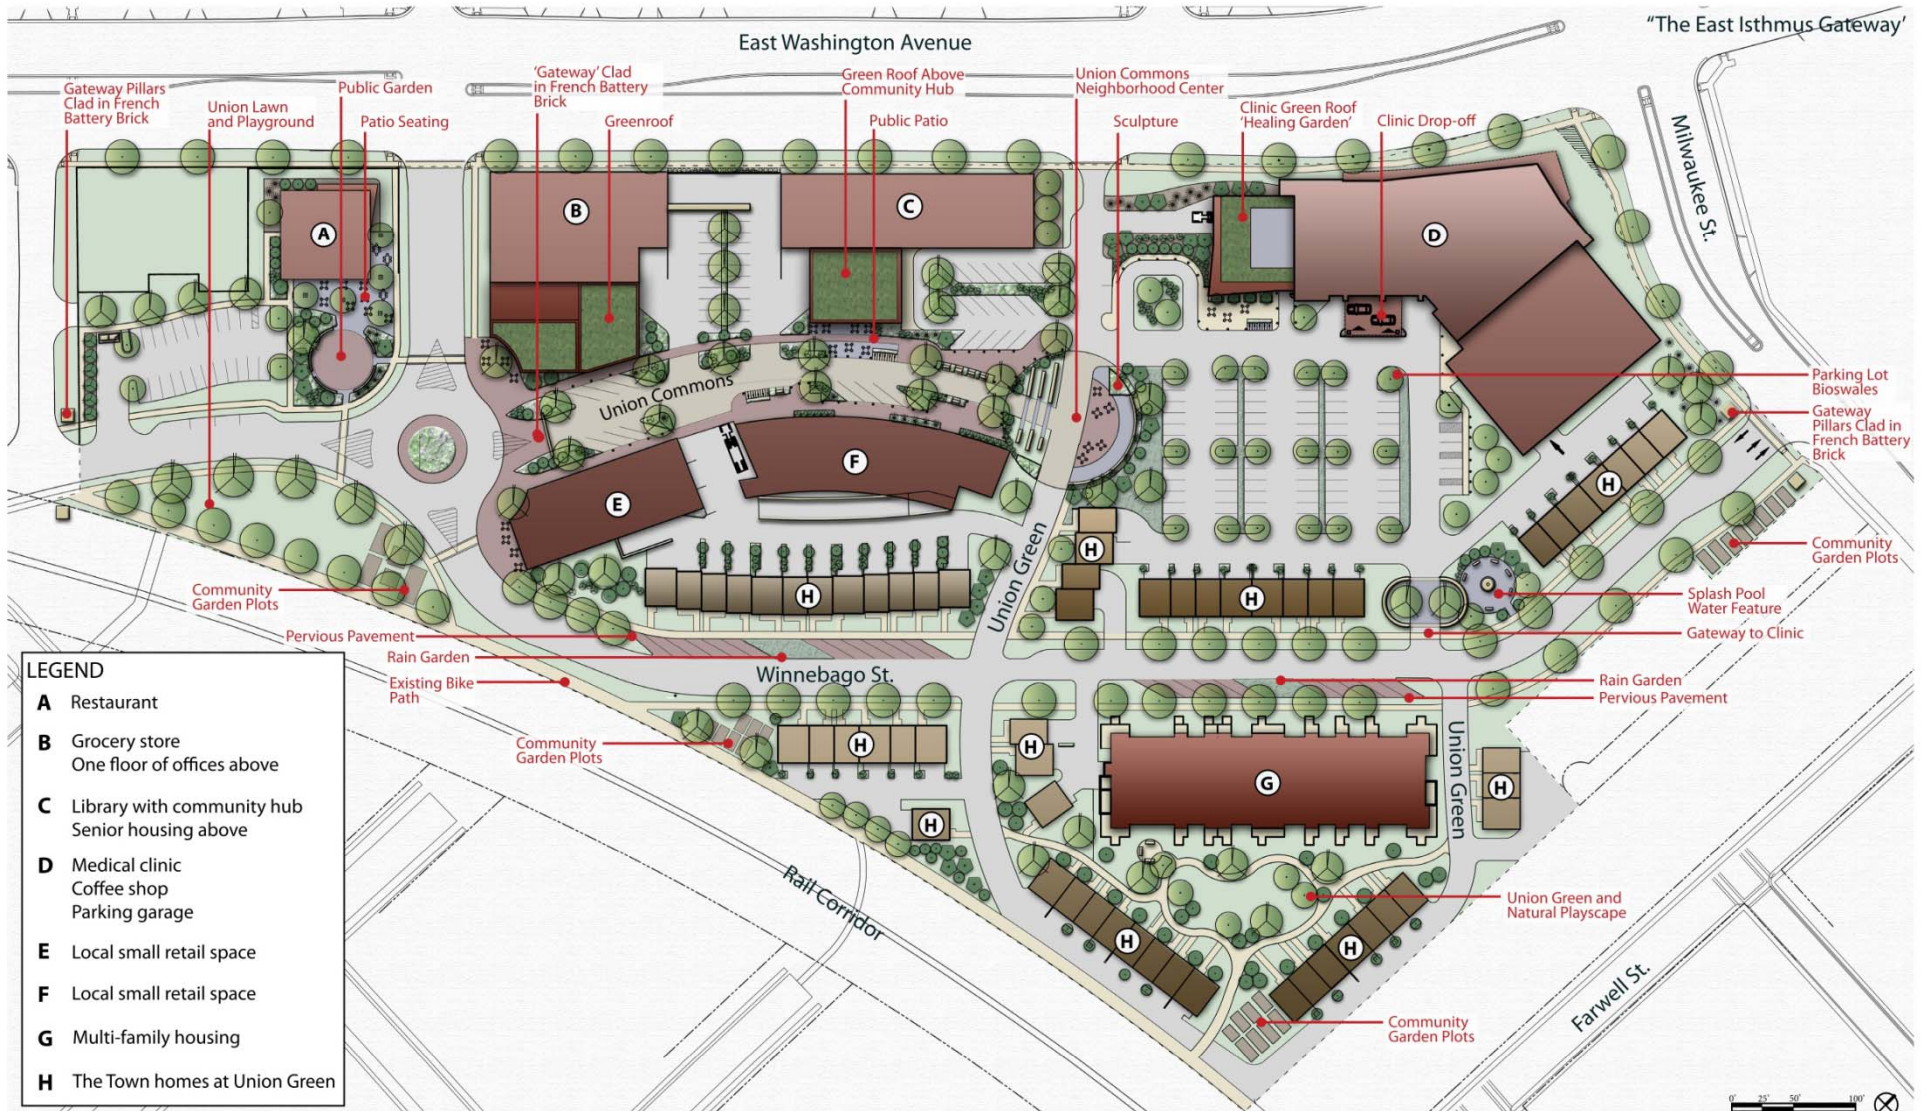 "The East Isthmus Gateway'
East Washington Avenue
Milwaukee St.
Gateway Pillars
Clad in French
Battery Brick
Union Lawn
and Playground
Public Garden
Patio Seating
'Gateway' Clad
in French Battery
Brick
Greenroof
Green Roof Above
Community Hub
Public Patio
Union Commons
Neighborhood Center
Sculpture
Clinic Green Roof
'Healing Garden'
Clinic Drop-off
A
B
C
D
Union Commons
Parking Lot
Bioswales
Gateway
Pillars Clad in
French Battery
Brick
E
F
H
H
Union Green
Community
Garden Plots
H
H
Community
Garden Plots
Splash Pool
Water Feature
Gateway to Clinic
Pervious Pavement
Rain Garden
Existing Bike
Path
Winnebago St.
Rain Garden
Pervious Pavement
Community
Garden Plots
H
H
G
Union Green
H
H
Rail Corridor
H
H
Union Green and
Natural Playscape
Community
Garden Plots
Farwell St.
LEGEND
A Restaurant
B Grocery store
One floor of offices above
C Library with community hub
Senior housing above
D Medical clinic
Coffee shop
Parking garage
E Local small retail space
F Local small retail space
G Multi-family housing
H The Town homes at Union Green
0 25' 50' 100'